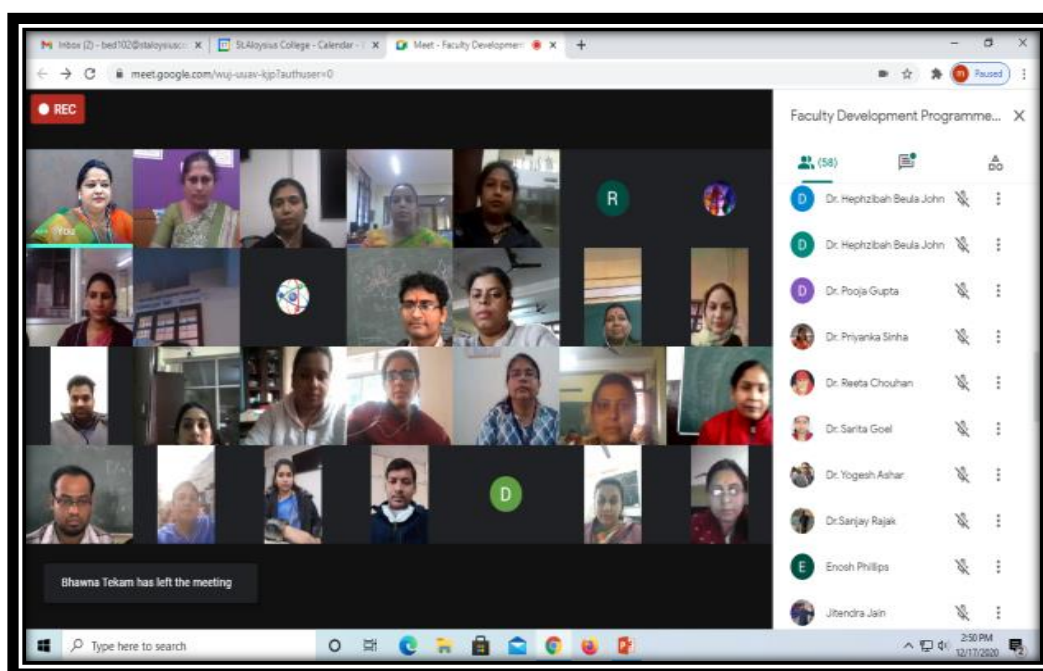 Inbox (2) - bed102@staloysiusc
St.Aloysius College - Calendar -
Meet - Faculty Developmen
meet.google.com/wuj-uuav-kjp?authuser=0
Paused
REC
Faculty Development Programme...
(58)
You
R
D Dr. Hephzibah Beula John
D Dr. Hephzibah Beula John
D Dr. Pooja Gupta
Dr. Priyanka Sinha
Dr. Reeta Chouhan
Dr. Sarita Goel
Dr. Yogesh Ashar
D
Dr.Sanjay Rajak
E Enosh Phillips
Jitendra Jain
Bhawna Tekam has left the meeting
Type here to search
2:50 PM
12/17/2020